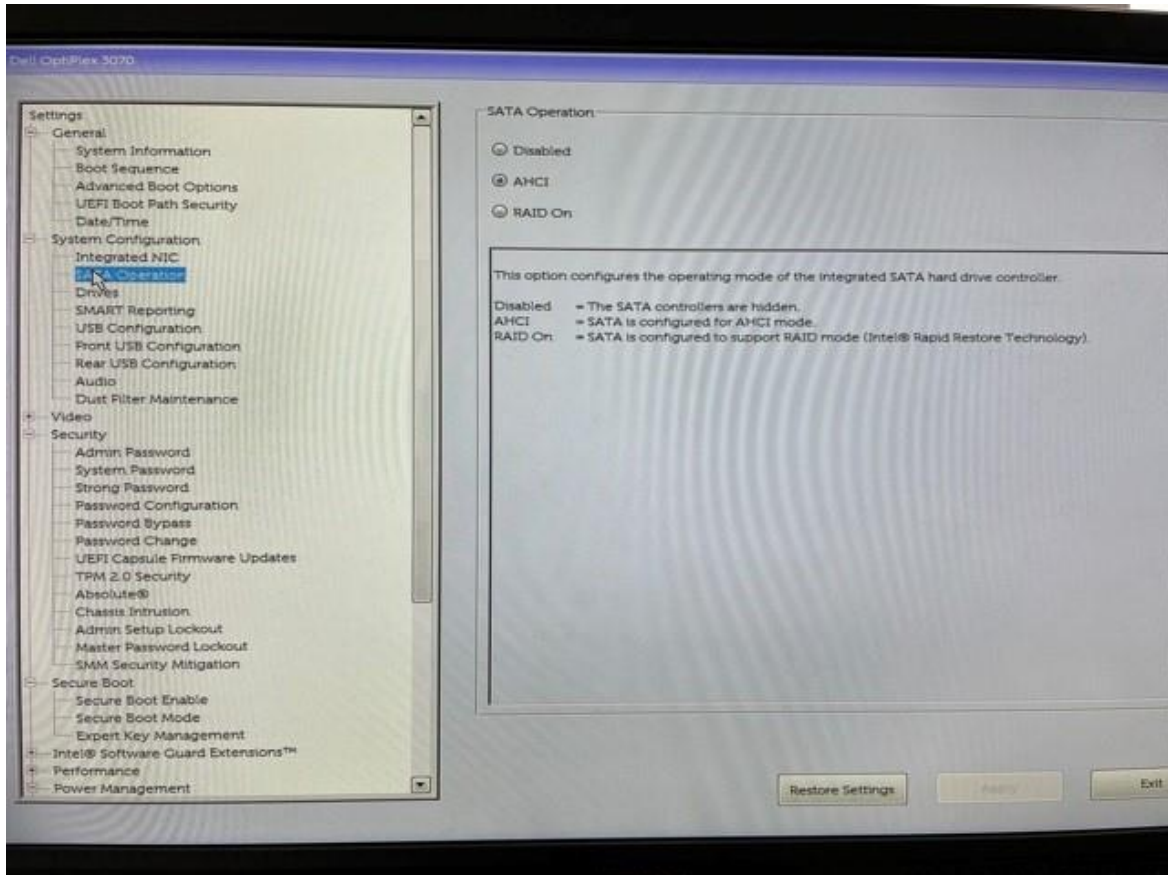 Dell OptiPlex 3070
Settings
General
System Information
Boot Sequence
Advanced Boot Options
UEFI Boot Path Security
Date/Time
System Configuration
Integrated NIC
SATA Operation
Drives
SMART Reporting
USB Configuration
Front USB Configuration
Rear USB Configuration
Audio
Dust Filter Maintenance
Video
Security
Admin Password
System Password
Strong Password
Password Configuration
Password Bypass
Password Change
UEFI Capsule Firmware Updates
TPM 2.0 Security
Absolute®
Chassis Intrusion
Admin Setup Lockout
Master Password Lockout
SMM Security Mitigation
Secure Boot
Secure Boot Enable
Secure Boot Mode
Expert Key Management
Intel® Software Guard Extensions™
Performance
Power Management
SATA Operation
Disabled
AHCI
RAID On
This option configures the operating mode of the integrated SATA hard drive controller.
Disabled = The SATA controllers are hidden.
AHCI = SATA is configured for AHCI mode.
RAID On = SATA is configured to support RAID mode (Intel® Rapid Restore Technology).
Restore Settings
Apply
Exit